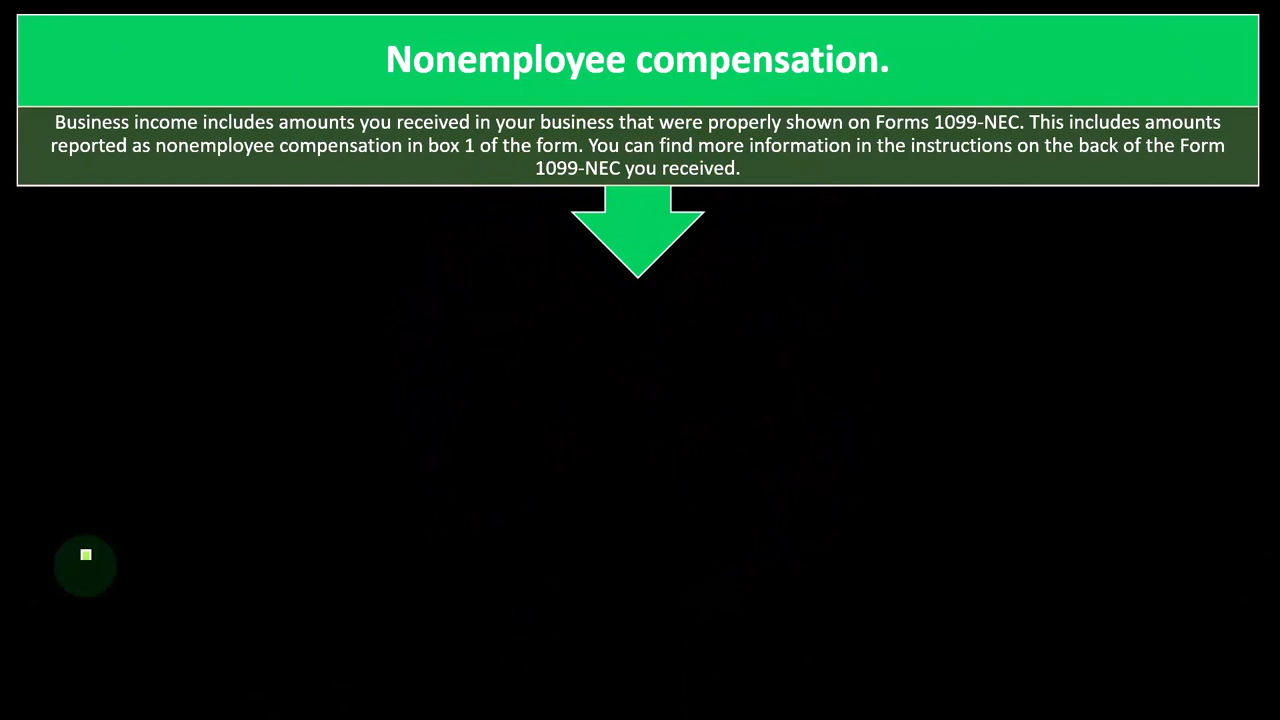 Nonemployee compensation.
Business income includes amounts you received in your business that were properly shown on Forms 1099-NEC. This includes amounts
reported as nonemployee compensation in box 1 of the form. You can find more information in the instructions on the back of the Form
1099-NEC you received.